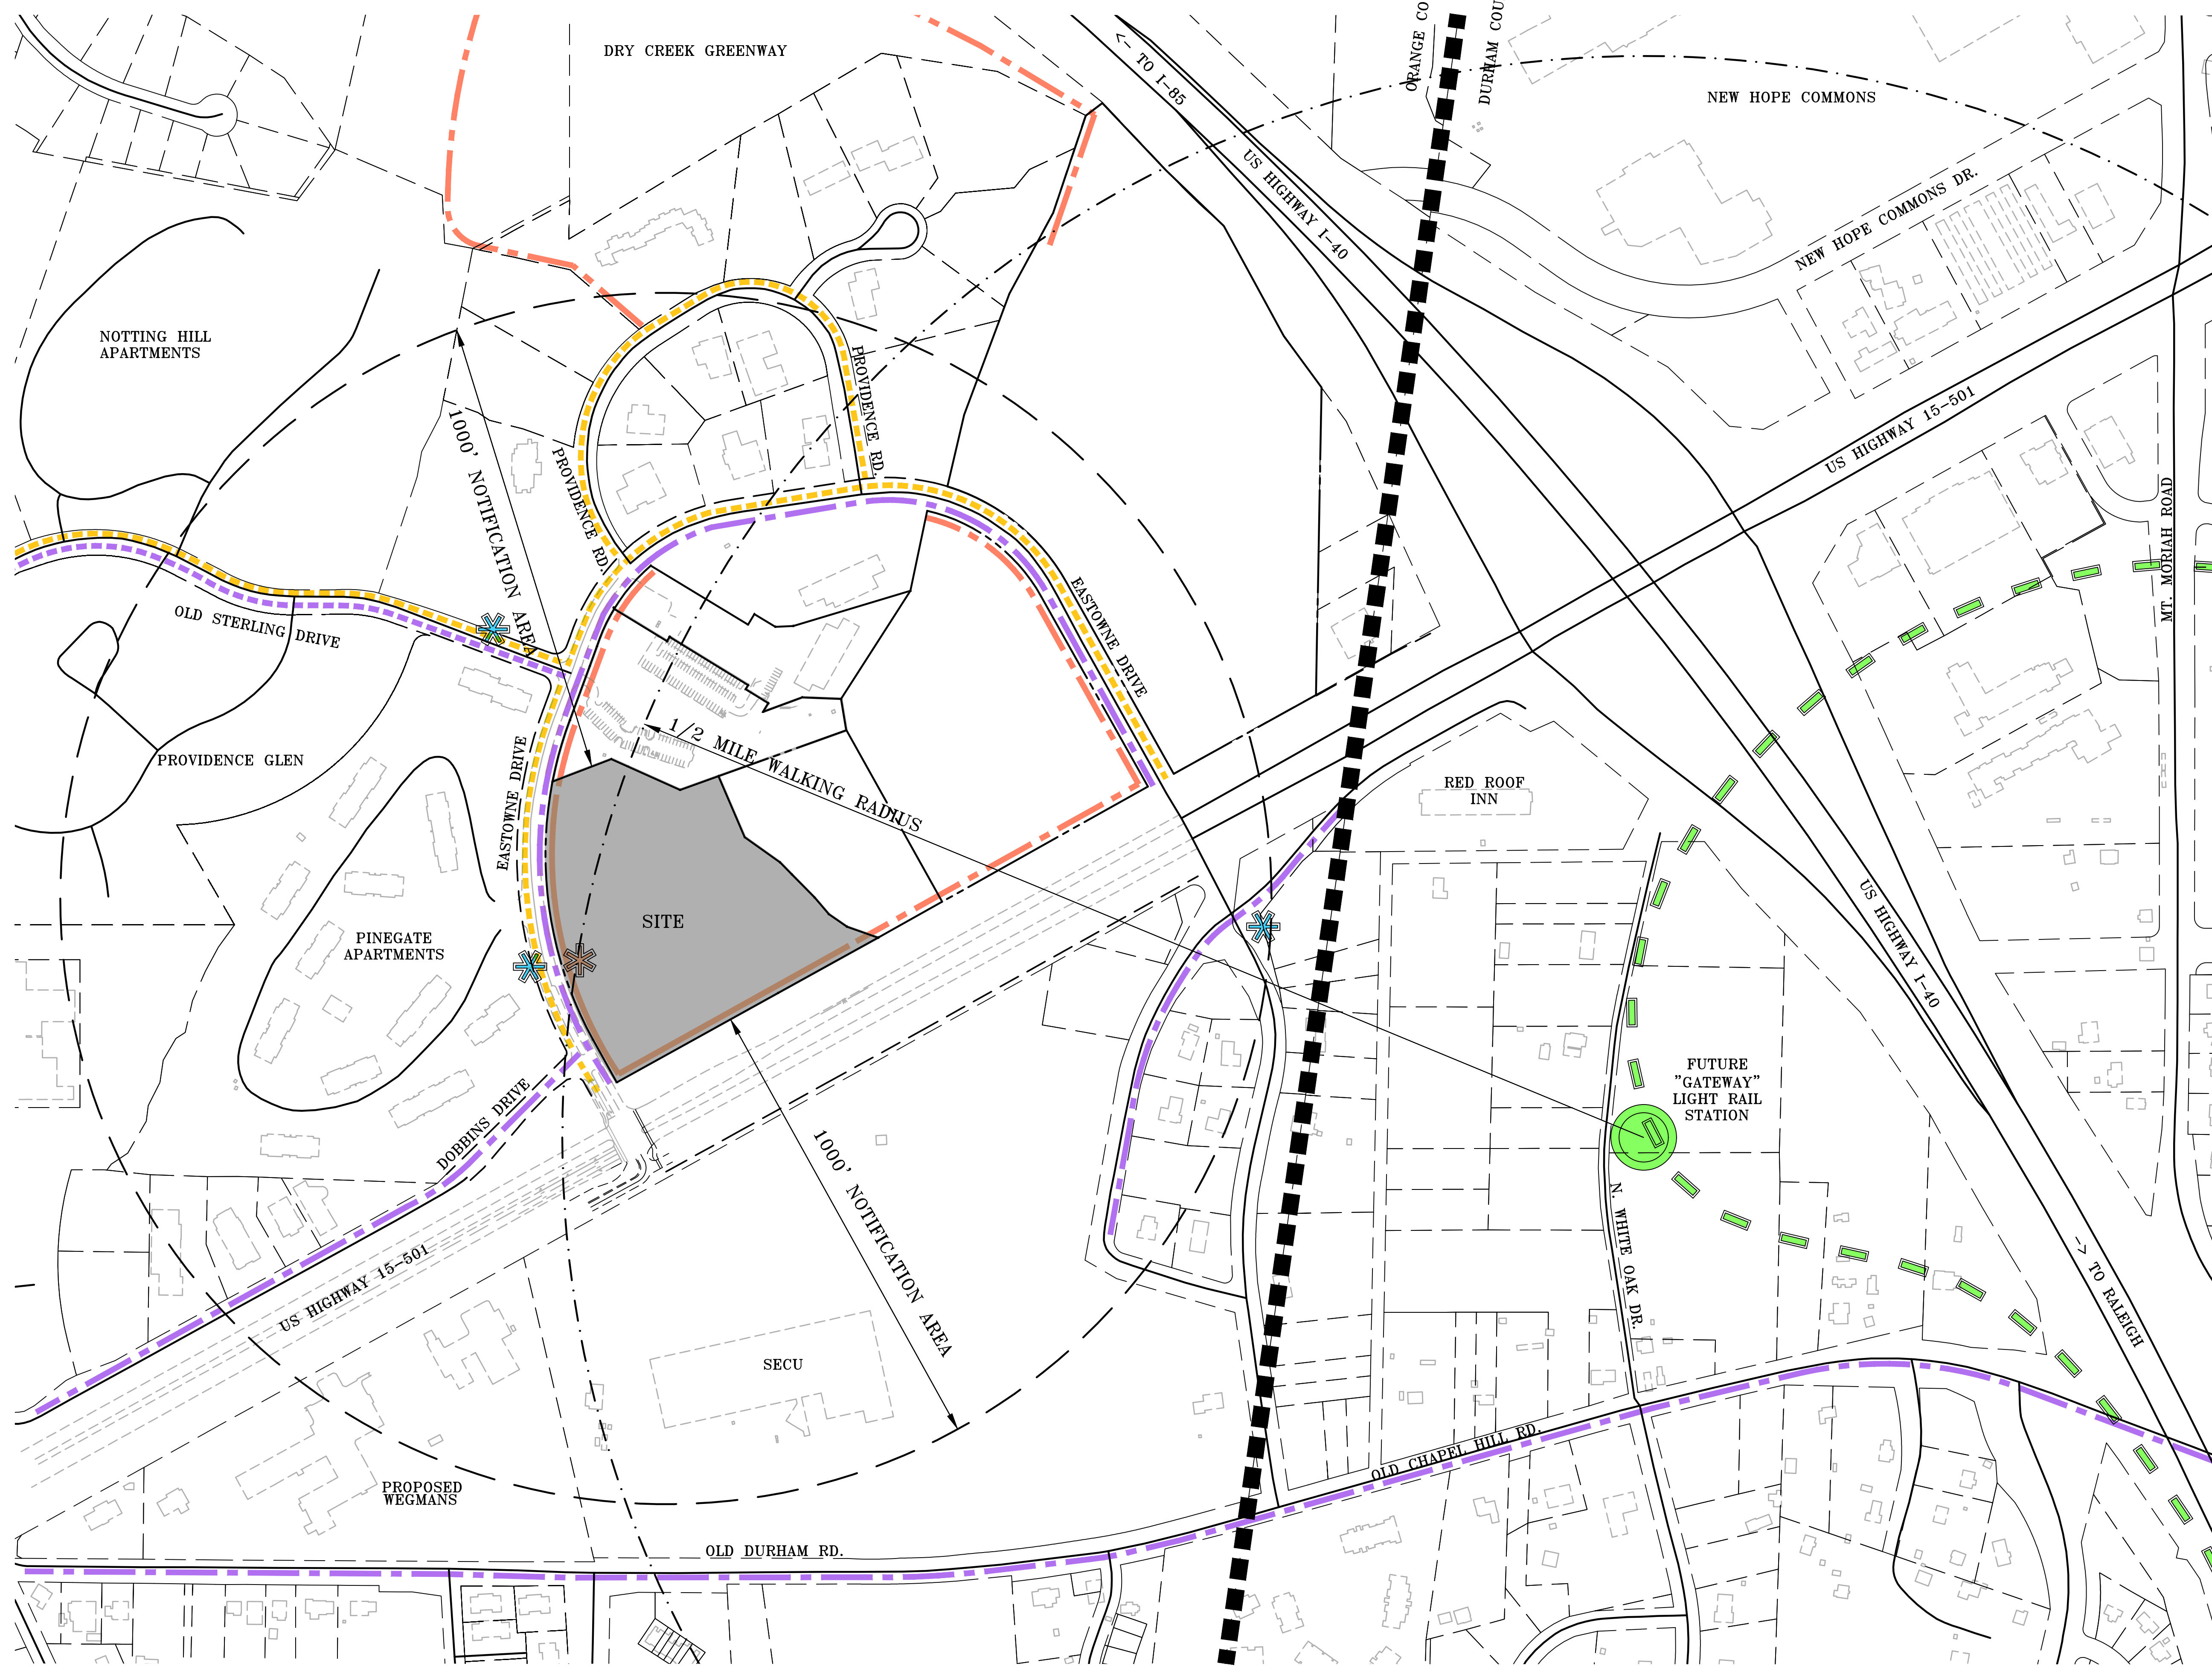 DRY CREEK GREENWAY
<- TO I-85
ORANGE CO
DURHAM COU
NEW HOPE COMMONS
US HIGHWAY I-40
NEW HOPE COMMONS DR.
NOTTING HILL
APARTMENTS
PROVIDENCE RD.
1000' NOTIFICATION AREA
PROVIDENCE RD.
US HIGHWAY 15-501
MT. MORIAH ROAD
OLD STERLING DRIVE
EASTOWNE DRIVE
PROVIDENCE GLEN
EASTOWNE DRIVE
1/2 MILE WALKING RADIUS
RED ROOF
INN
SITE
PINEGATE
APARTMENTS
US HIGHWAY I-40
FUTURE
"GATEWAY"
LIGHT RAIL
STATION
DOBBINS DRIVE
1000' NOTIFICATION AREA
N. WHITE OAK DR.
-> TO RALEIGH
US HIGHWAY 15-501
SECU
PROPOSED
WEGMANS
OLD CHAPEL HILL RD.
OLD DURHAM RD.